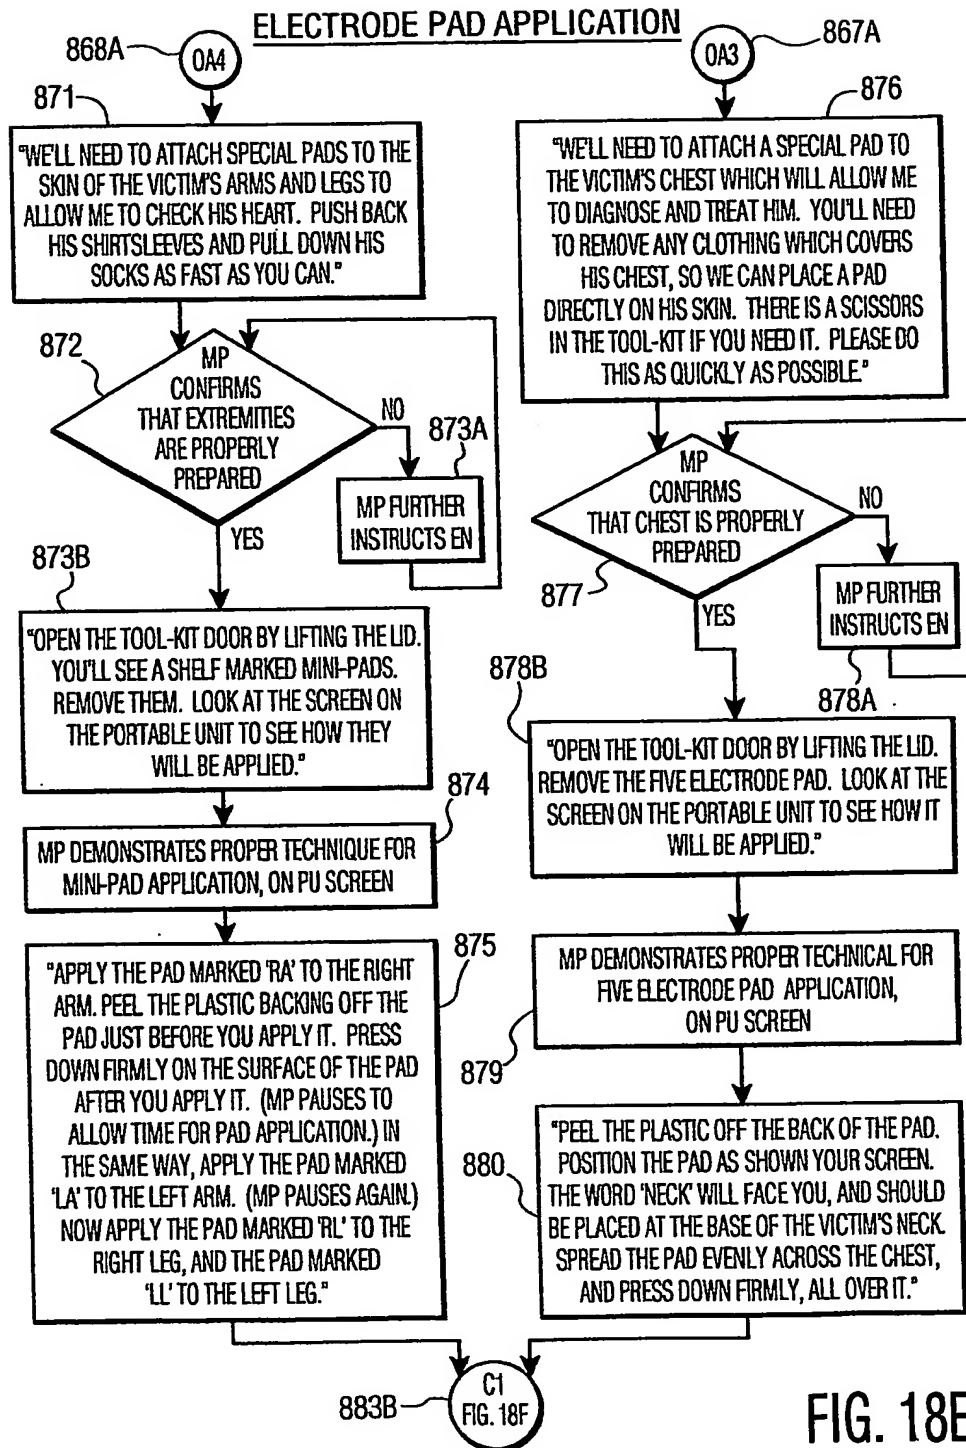 ELECTRODE PAD APPLICATION
868A
OA4
871
"WE'LL NEED TO ATTACH SPECIAL PADS TO THE
SKIN OF THE VICTIM'S ARMS AND LEGS TO
ALLOW ME TO CHECK HIS HEART. PUSH BACK
HIS SHIRTSLEEVES AND PULL DOWN HIS
SOCKS AS FAST AS YOU CAN."
872
MP
CONFIRMS
THAT EXTREMITIES
ARE PROPERLY
PREPARED
NO
873A
MP FURTHER
INSTRUCTS EN
YES
873B
"OPEN THE TOOL-KIT DOOR BY LIFTING THE LID.
YOU'LL SEE A SHELF MARKED MINI-PADS.
REMOVE THEM. LOOK AT THE SCREEN ON
THE PORTABLE UNIT TO SEE HOW THEY
WILL BE APPLIED."
874
MP DEMONSTRATES PROPER TECHNIQUE FOR
MINI-PAD APPLICATION, ON PU SCREEN
875
"APPLY THE PAD MARKED 'RA' TO THE RIGHT
ARM. PEEL THE PLASTIC BACKING OFF THE
PAD JUST BEFORE YOU APPLY IT. PRESS
DOWN FIRMLY ON THE SURFACE OF THE PAD
AFTER YOU APPLY IT. (MP PAUSES TO
ALLOW TIME FOR PAD APPLICATION.) IN
THE SAME WAY, APPLY THE PAD MARKED
'LA' TO THE LEFT ARM. (MP PAUSES AGAIN.)
NOW APPLY THE PAD MARKED 'RL' TO THE
RIGHT LEG, AND THE PAD MARKED
'LL' TO THE LEFT LEG."
867A
OA3
876
"WE'LL NEED TO ATTACH A SPECIAL PAD TO
THE VICTIM'S CHEST WHICH WILL ALLOW ME
TO DIAGNOSE AND TREAT HIM. YOU'LL NEED
TO REMOVE ANY CLOTHING WHICH COVERS
HIS CHEST, SO WE CAN PLACE A PAD
DIRECTLY ON HIS SKIN. THERE IS A SCISSORS
IN THE TOOL-KIT IF YOU NEED IT. PLEASE DO
THIS AS QUICKLY AS POSSIBLE."
MP
CONFIRMS
THAT CHEST IS PROPERLY
PREPARED
877
NO
MP FURTHER
INSTRUCTS EN
878A
YES
878B
"OPEN THE TOOL-KIT DOOR BY LIFTING THE LID.
REMOVE THE FIVE ELECTRODE PAD. LOOK AT THE
SCREEN ON THE PORTABLE UNIT TO SEE HOW IT
WILL BE APPLIED."
MP DEMONSTRATES PROPER TECHNICAL FOR
FIVE ELECTRODE PAD APPLICATION,
ON PU SCREEN
879
880
"PEEL THE PLASTIC OFF THE BACK OF THE PAD.
POSITION THE PAD AS SHOWN YOUR SCREEN.
THE WORD 'NECK' WILL FACE YOU, AND SHOULD
BE PLACED AT THE BASE OF THE VICTIM'S NECK.
SPREAD THE PAD EVENLY ACROSS THE CHEST,
AND PRESS DOWN FIRMLY, ALL OVER IT."
883B
C1
FIG. 18F
FIG. 18E